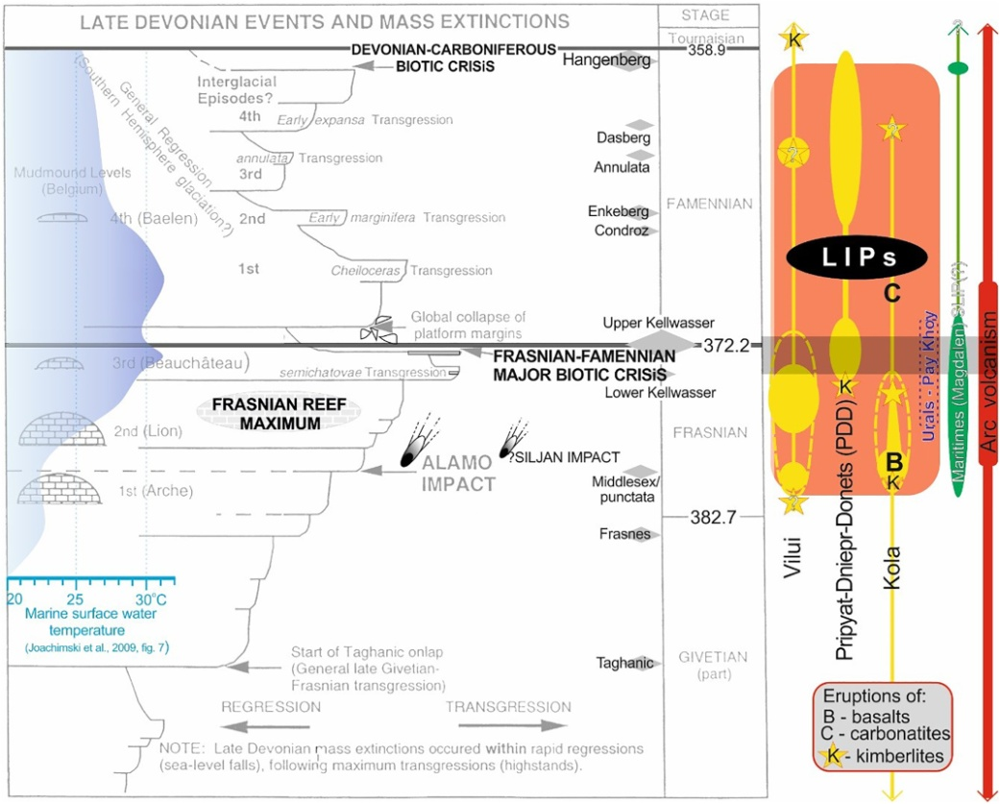 LATE DEVONIAN EVENTS AND MASS EXTINCTIONS
STAGE
Tournaisian
358.9
DEVONIAN-CARBONIFEROUS
BIOTIC CRISiS
Hangenberg
Interglacial
Episodes?
4th
Early expansa Transgression
General Regression
(Southern Hemisphere glaciation?)
Dasberg
annulata Transgression
Annulata
3rd
Mudmound Levels
(Belgium)
FAMENNIAN
4th (Baelen)
2nd
Early marginifera Transgression
Enkeberg
Condroz
1st
Cheiloceras Transgression
Global collapse of
platform margins
Upper Kellwasser
372.2
FRASNIAN-FAMENNIAN
MAJOR BIOTIC CRISiS
3rd (Beauchâteau)
semichatovae Transgression
Lower Kellwasser
FRASNIAN REEF
MAXIMUM
2nd (Lion)
FRASNIAN
?SILJAN IMPACT
ALAMO
IMPACT
1st (Arche)
Middlesex/
punctata
382.7
Frasnes
20
25
30°C
Marine surface water
temperature
(Joachimski et al., 2009, fig. 7)
Start of Taghanic onlap
(General late Givetian-
Frasnian transgression)
Taghanic
GIVETIAN
(part)
REGRESSION
TRANSGRESSION
NOTE: Late Devonian mass extinctions occured within rapid regressions
(sea-level falls), following maximum transgressions (highstands).
K
?
?
?
LIPs
C
K
B
K
?
Vilui
Pripyat-Dniepr-Donets (PDD)
Kola
Urals - Pay Khoy
Maritimes (Magdalen) SLIP(?)
Arc volcanism
Eruptions of:
B - basalts
C - carbonatites
K - kimberlites